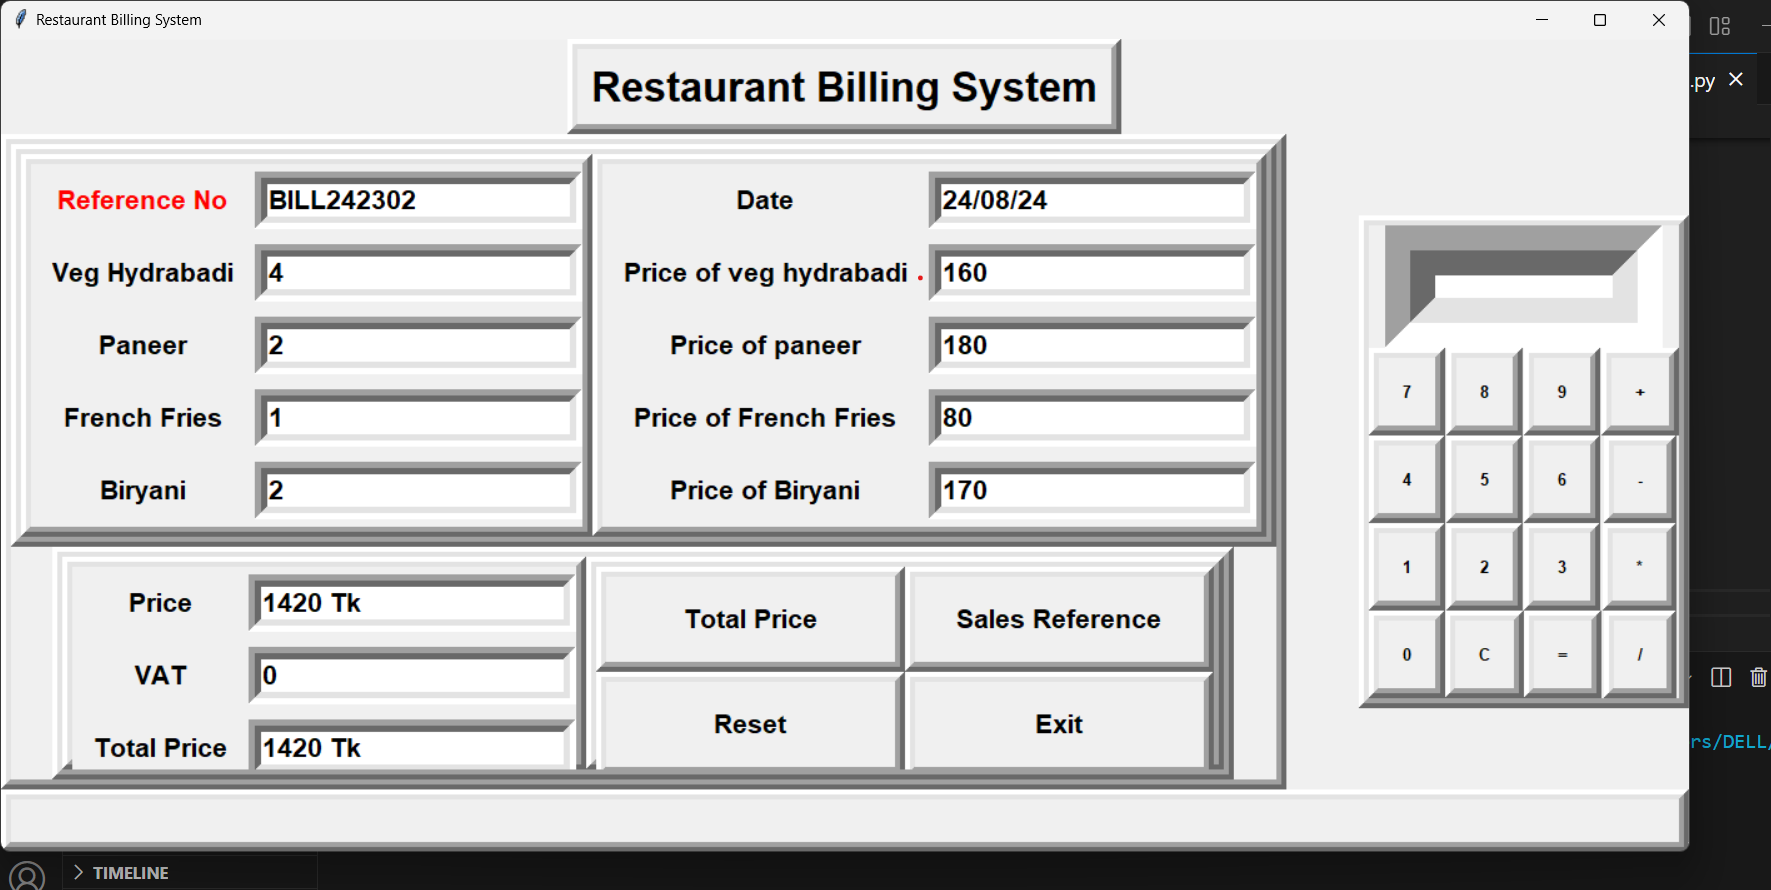 Restaurant Billing System
.py
Restaurant Billing System
Reference No BILL242302 Date 24/08/24
Veg Hydrabadi 4 Price of veg hydrabadi 160
Paneer 2 Price of paneer 180
French Fries 1 Price of French Fries 80
Biryani 2 Price of Biryani 170
7 8 9 +
4 5 6 -
1 2 3 *
0 C = /
Price 1420 Tk
VAT 0
Total Price 1420 Tk
Total Price Sales Reference
Reset Exit
rs/DELL/
TIMELINE